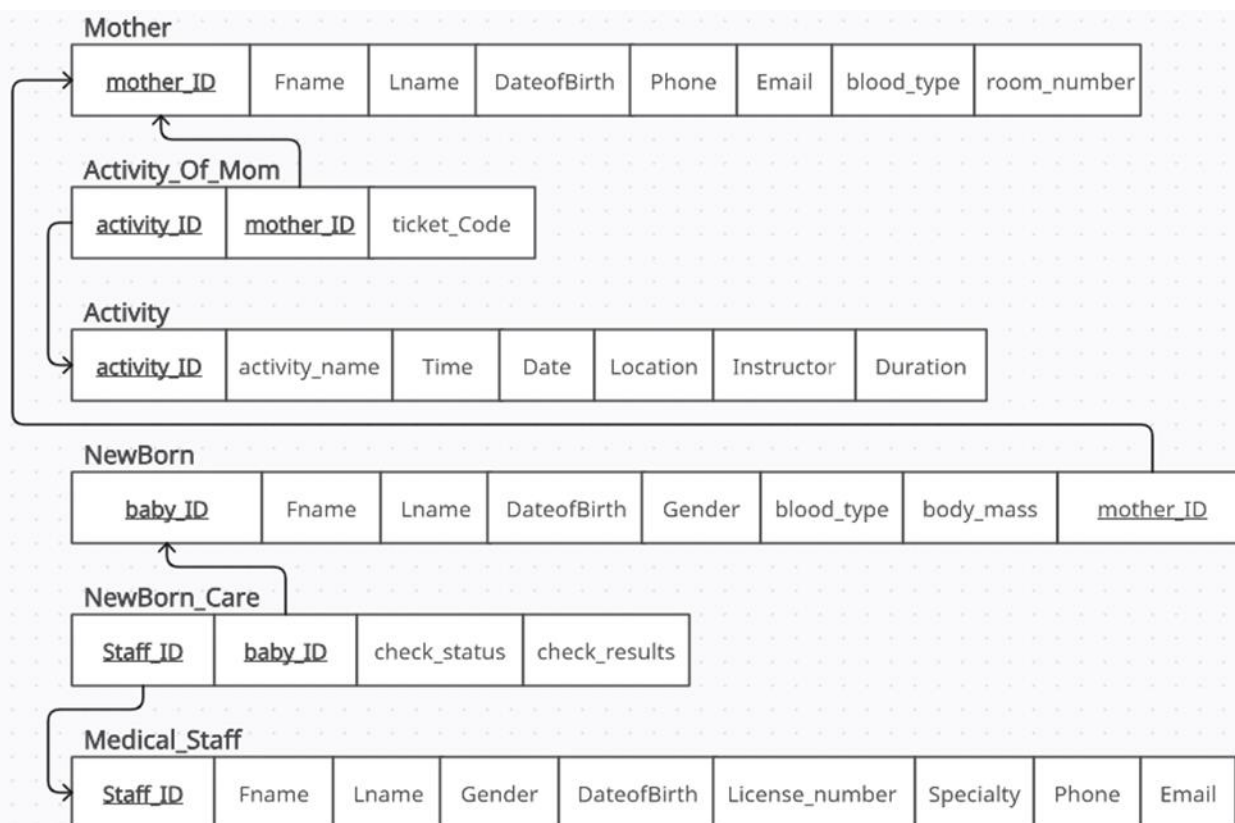 Mother
mother_ID Fname Lname DateofBirth Phone Email blood_type room_number
Activity_Of_Mom
activity_ID mother_ID ticket_Code
Activity
activity_ID activity_name Time Date Location Instructor Duration
NewBorn
baby_ID Fname Lname DateofBirth Gender blood_type body_mass mother_ID
NewBorn_Care
Staff_ID baby_ID check_status check_results
Medical_Staff
Staff_ID Fname Lname Gender DateofBirth License_number Specialty Phone Email